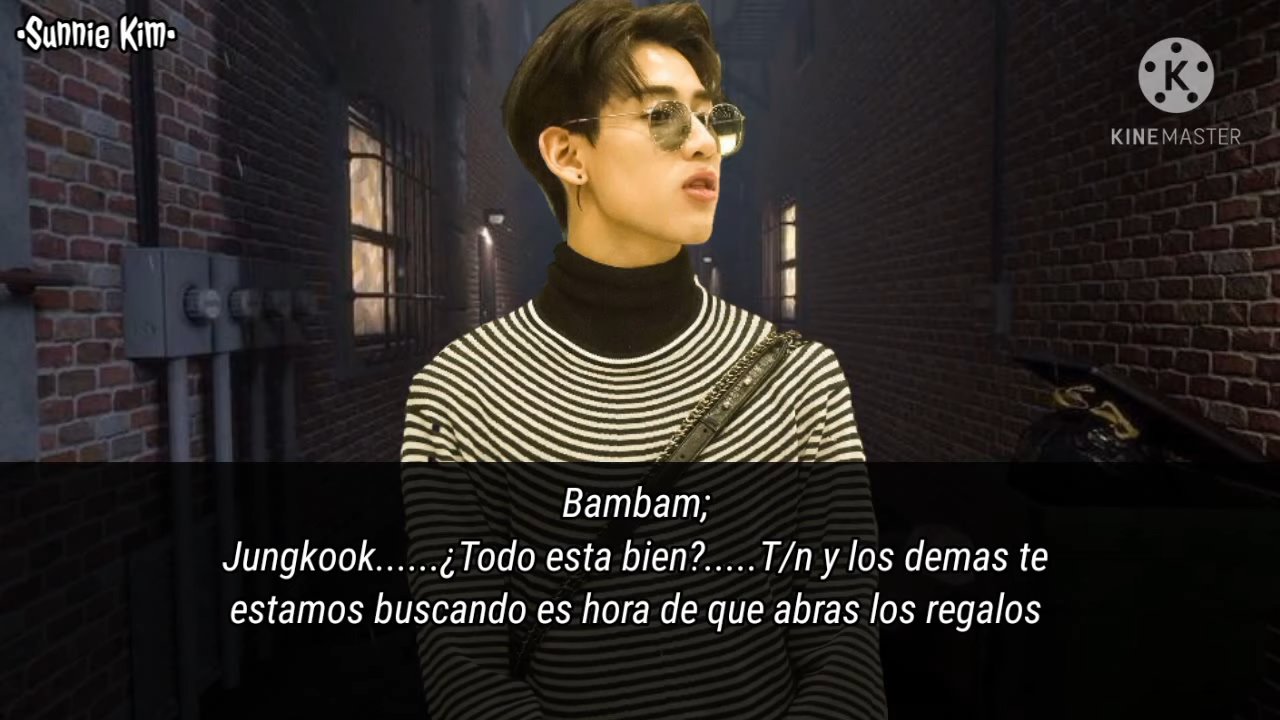 •Sunnie Kim•
K
KINEMASTER
Bambam;
Jungkook......¿Todo esta bien?.....T/n y los demas te
estamos buscando es hora de que abras los regalos